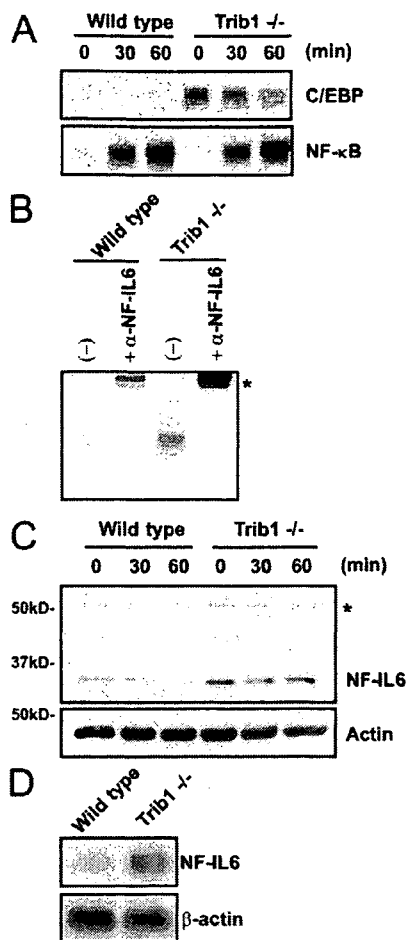 A
Wild type Trib1 -/-
0 30 60 0 30 60 (min)
C/EBP
NF-κB
B
Wild type Trib1 -/-
(-) + α-NF-IL6 (-) + α-NF-IL6
*
C
Wild type Trib1 -/-
0 30 60 0 30 60 (min)
50kD- *
37kD-
NF-IL6
50kD-
Actin
D
Wild type Trib1 -/-
NF-IL6
β-actin